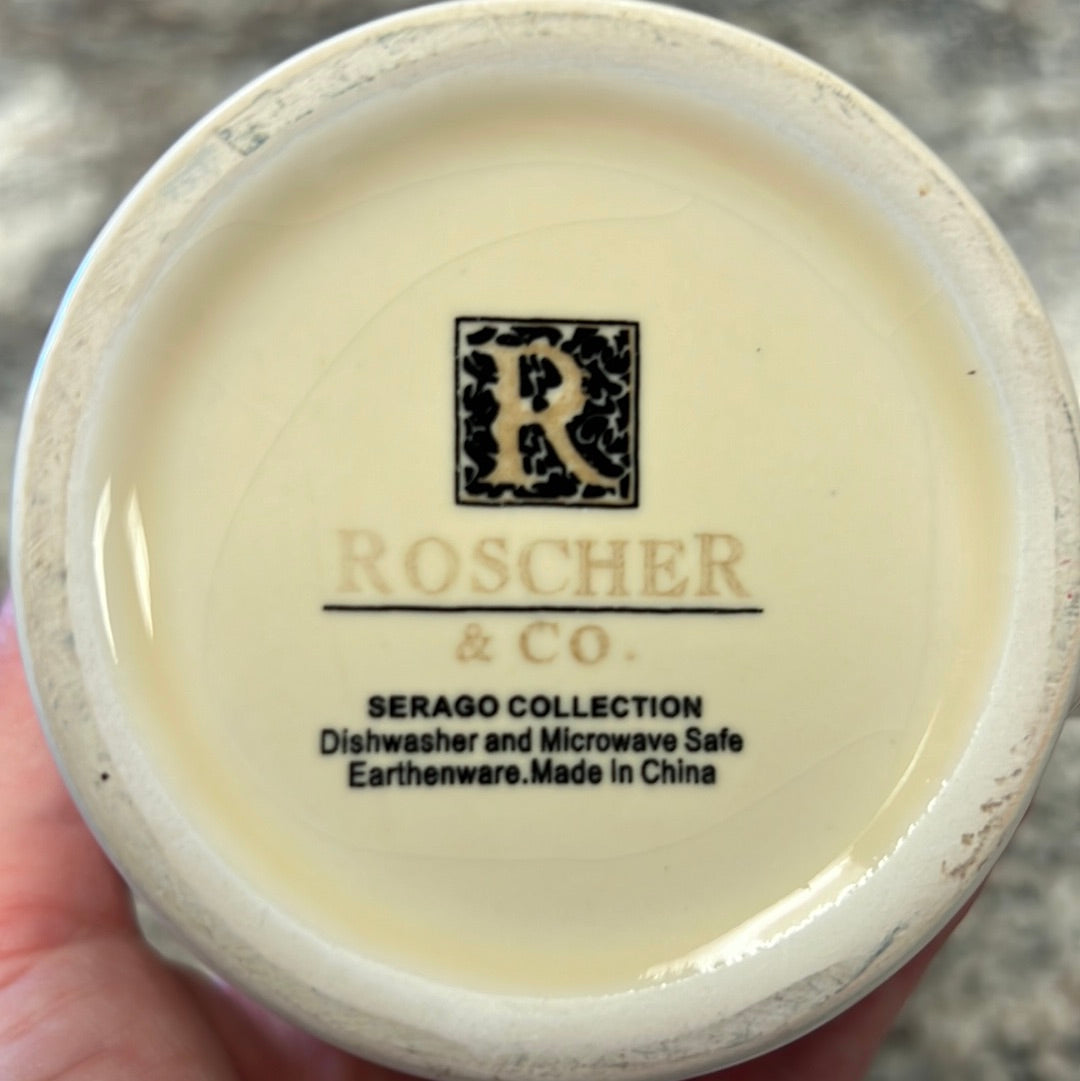 R
ROSCHER
& CO.
SERAGO COLLECTION
Dishwasher and Microwave Safe
Earthenware.Made In China